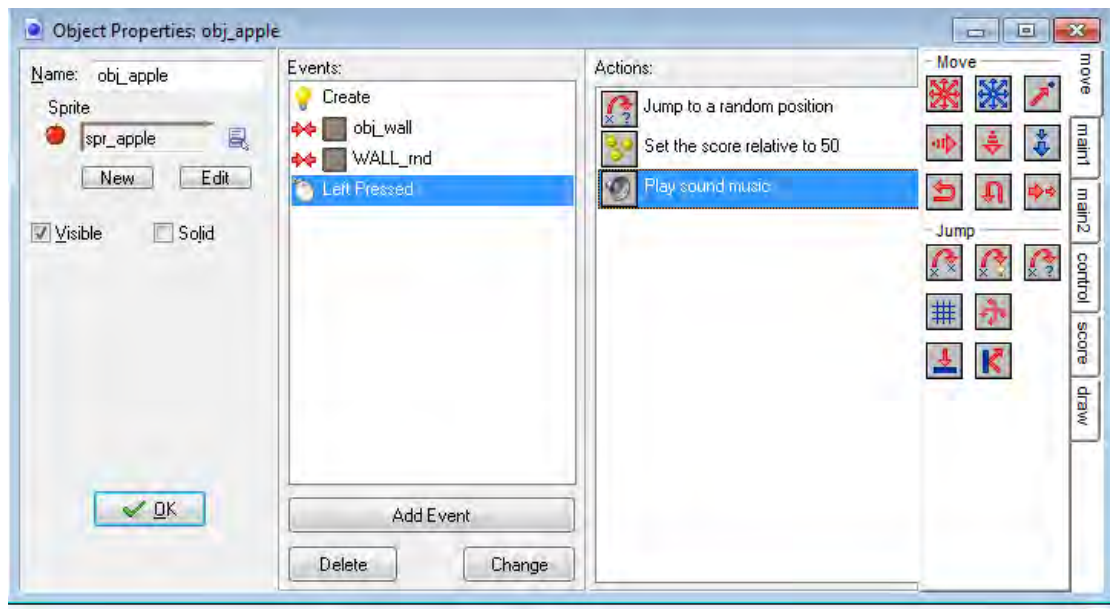 Object Properties: obj_apple
Name: obj_apple
Sprite
spr_apple
New Edit
Visible Solid
OK
Events:
Create
obj_wall
WALL_rnd
Left Pressed
Add Event
Delete Change
Actions:
Jump to a random position
Set the score relative to 50
Play sound music
Move
Jump
move
main1
main2
control
score
draw